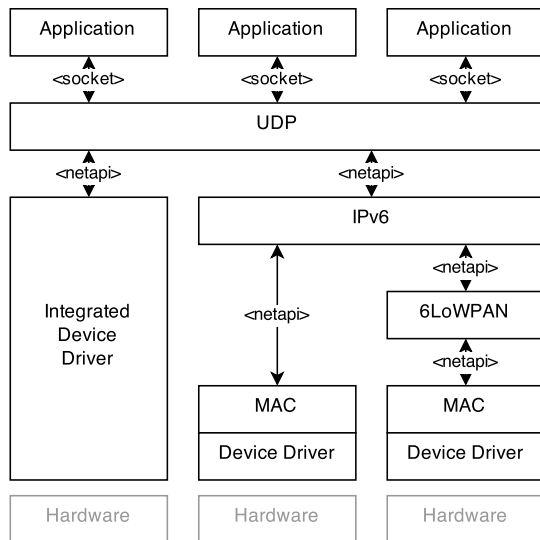 Application
Application
Application
<socket>
<socket>
<socket>
UDP
<netapi>
<netapi>
IPv6
<netapi>
Integrated
Device
Driver
<netapi>
6LoWPAN
<netapi>
MAC
MAC
Device Driver
Device Driver
Hardware
Hardware
Hardware